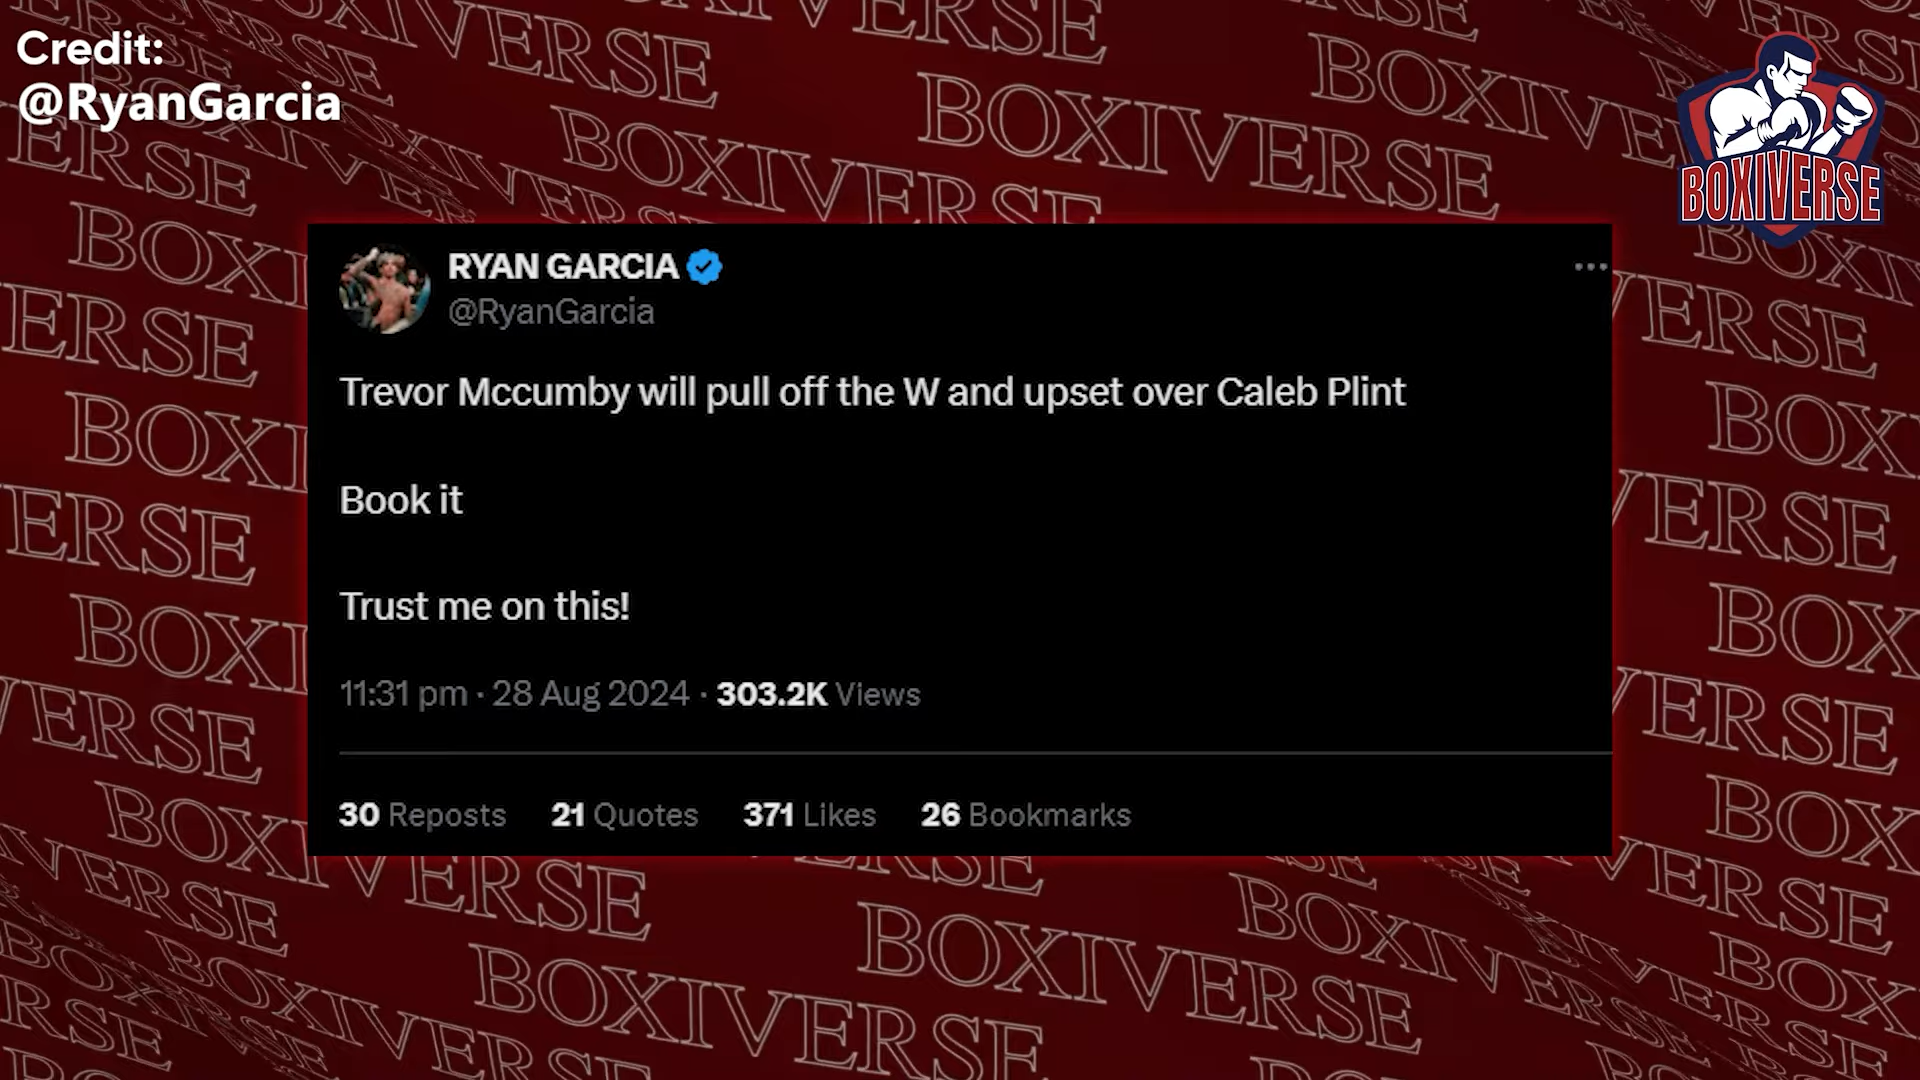 Credit:
@RyanGarcia
BOXIVERSE
RYAN GARCIA
@RyanGarcia
Trevor Mccumby will pull off the W and upset over Caleb Plint
Book it
Trust me on this!
11:31 pm · 28 Aug 2024 · 303.2K Views
30 Reposts 21 Quotes 371 Likes 26 Bookmarks